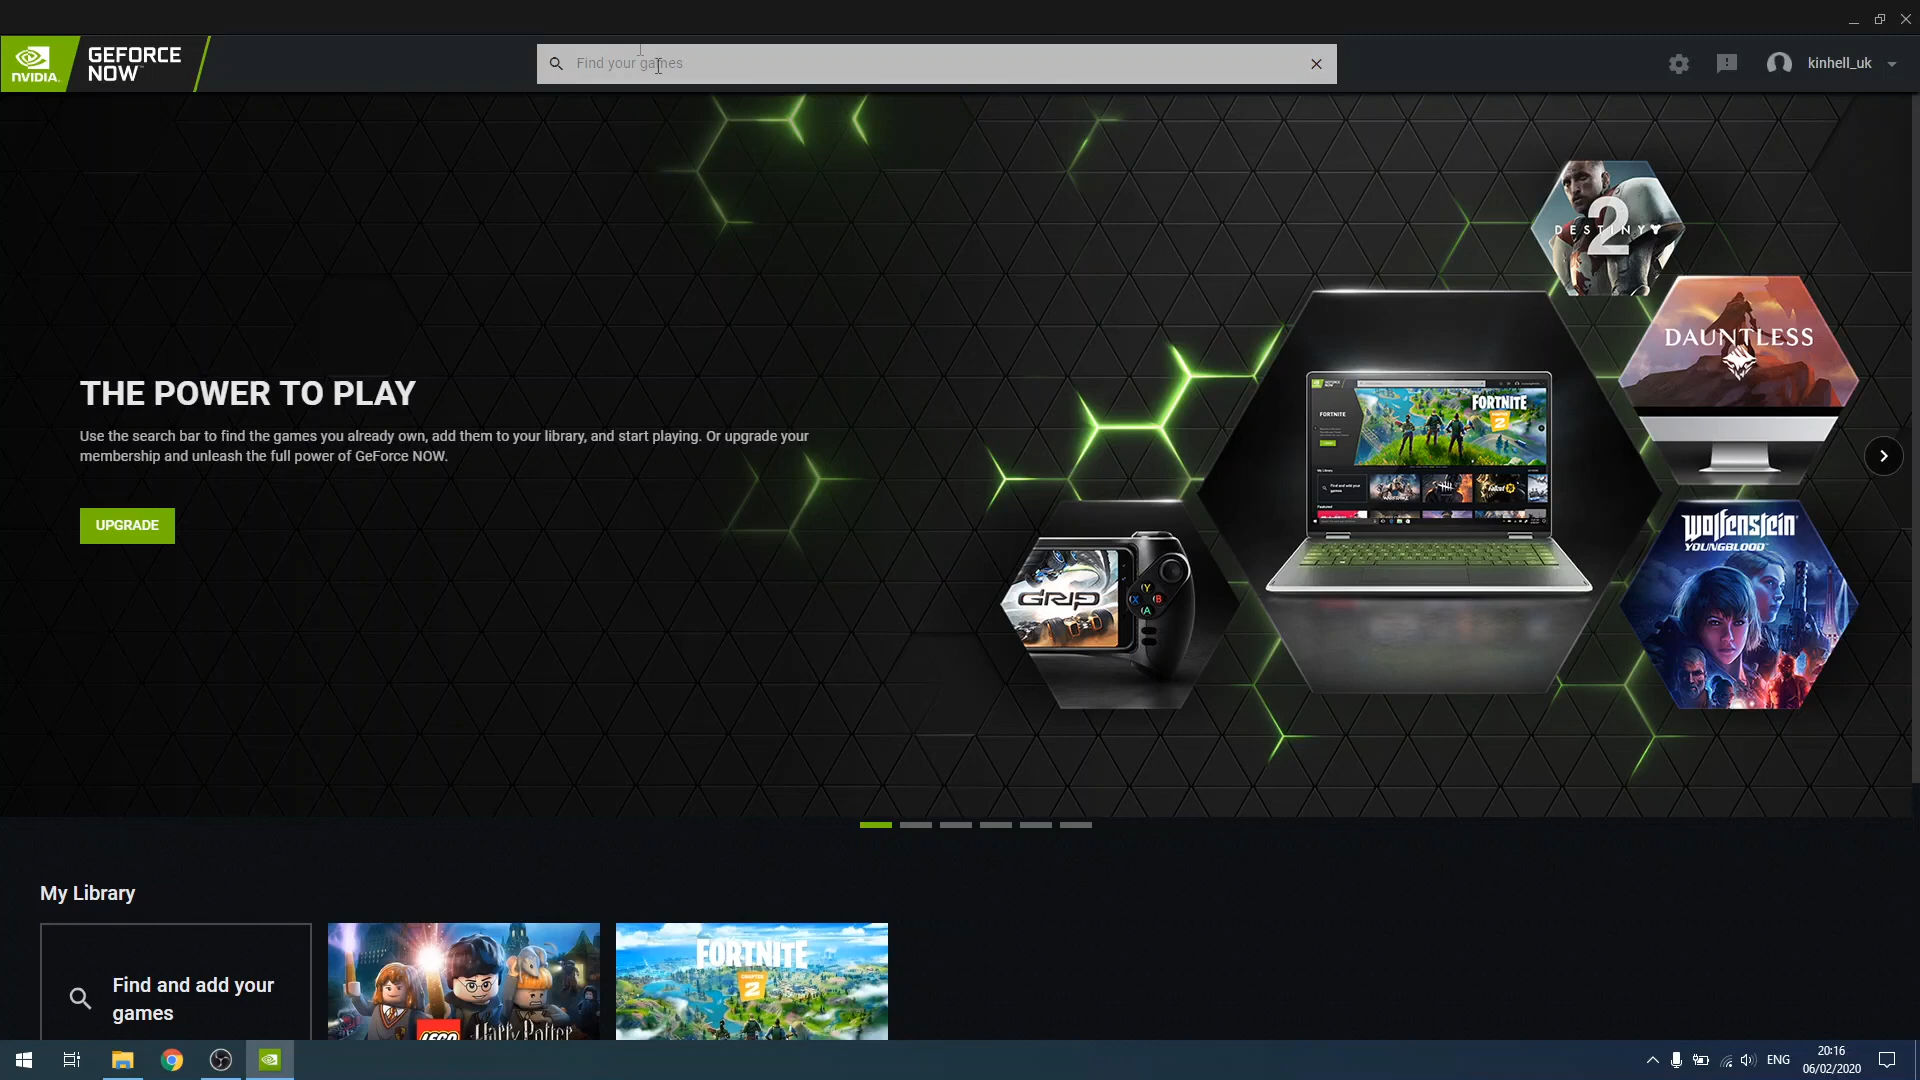 NVIDIA.
GEFORCE
NOW
Find your games
kinhell_uk
DESTINY
2
DAUNTLESS
FORTNITE
FORTNITE
2
THE POWER TO PLAY
Use the search bar to find the games you already own, add them to your library, and start playing. Or upgrade your
membership and unleash the full power of GeForce NOW.
UPGRADE
GRIP
Y
X B
A
Wolfenstein
YOUNGBLOOD
My Library
Find and add your
games
LEGO
Harry Potter
FORTNITE
CHAPTER
2
ENG
20:16
06/02/2020